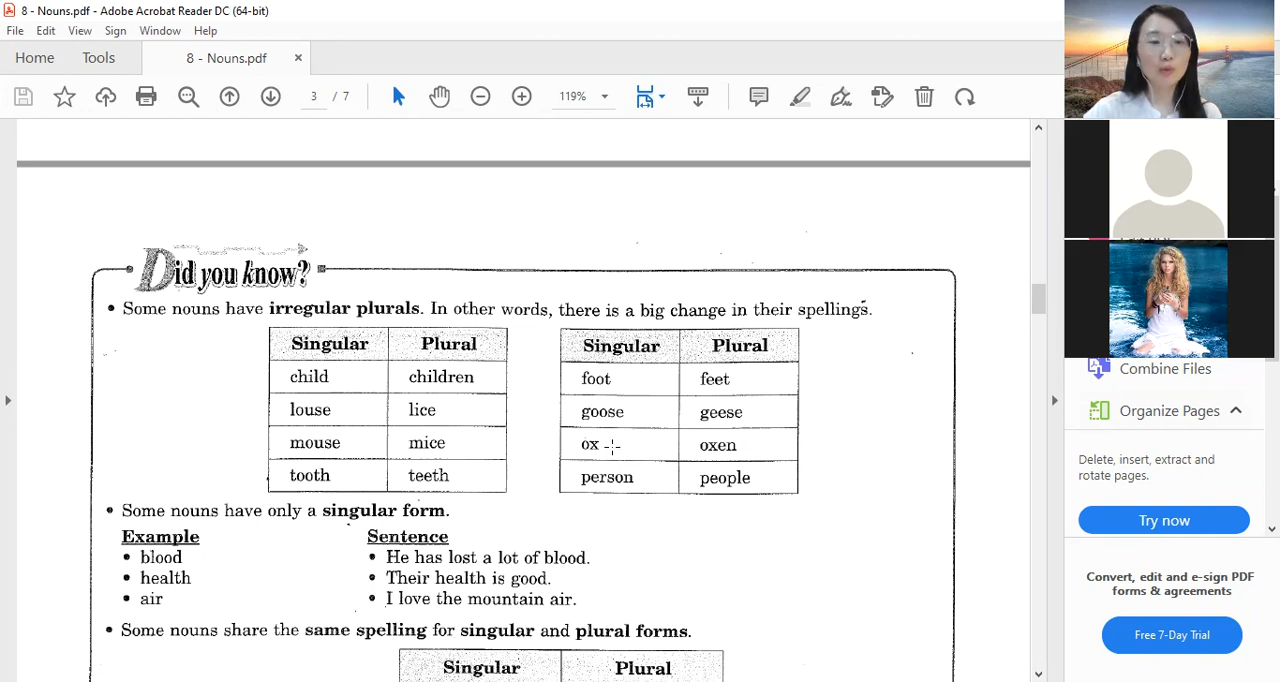 8 - Nouns.pdf - Adobe Acrobat Reader DC (64-bit)
File Edit View Sign Window Help
Home Tools 8 - Nouns.pdf ×
3 / 7 119%
Did you know?
• Some nouns have irregular plurals. In other words, there is a big change in their spellings.
Singular Plural
child children
louse lice
mouse mice
tooth teeth
Singular Plural
foot feet
goose geese
ox oxen
person people
• Some nouns have only a singular form.
Example Sentence
• blood • He has lost a lot of blood.
• health • Their health is good.
• air • I love the mountain air.
• Some nouns share the same spelling for singular and plural forms.
Singular Plural
Combine Files
Organize Pages
Delete, insert, extract and
rotate pages.
Try now
Convert, edit and e-sign PDF
forms & agreements
Free 7-Day Trial